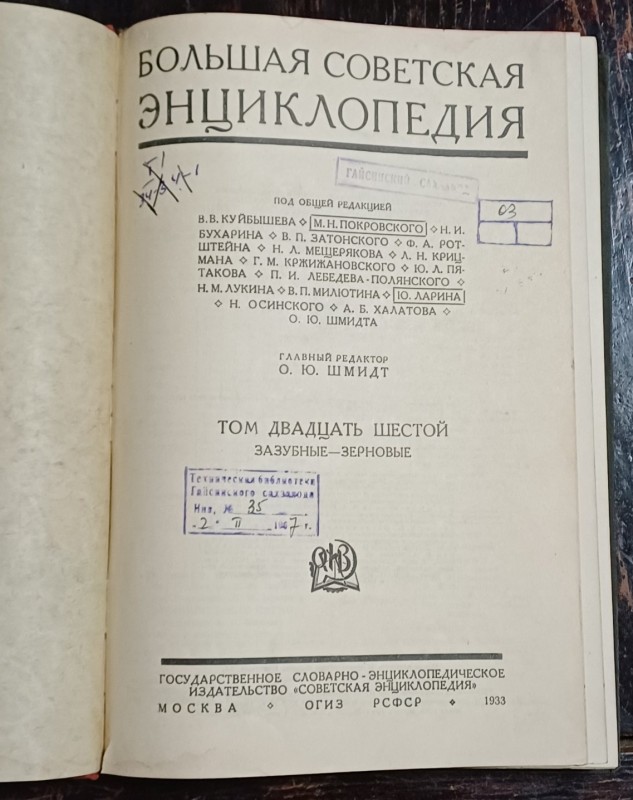 БОЛЬШАЯ СОВЕТСКАЯ
ЭНЦИКЛОПЕДИЯ
ГАЙСИНСКИЙ
ПОД ОБЩЕЙ РЕДАКЦИЕЙ
03
В. В. КУЙБЫШЕВА ⋄ М. Н. ПОКРОВСКОГО ⋄ Н. И.
БУХАРИНА ⋄ В. П. ЗАТОНСКОГО ⋄ Ф. А. РОТ-
ШТЕЙНА ⋄ Н. Л. МЕЩЕРЯКОВА ⋄ Л. Н. КРИЦ-
МАНА ⋄ Г. М. КРЖИЖАНОВСКОГО ⋄ Ю. Л. ПЯ-
ТАКОВА ⋄ П. И. ЛЕБЕДЕВА-ПОЛЯНСКОГО ⋄
Н. М. ЛУКИНА ⋄ В. П. МИЛЮТИНА ⋄ Ю. ЛАРИНА
⋄ Н. ОСИНСКОГО ⋄ А. Б. ХАЛАТОВА ⋄
О. Ю. ШМИДТА
ГЛАВНЫЙ РЕДАКТОР
О. Ю. ШМИДТ
ТОМ ДВАДЦАТЬ ШЕСТОЙ
ЗАЗУБНЫЕ—ЗЕРНОВЫЕ
Техническая библиотека
Гайсинского
Инв. № 35
2 II 7 г.
ГОСУДАРСТВЕННОЕ СЛОВАРНО-ЭНЦИКЛОПЕДИЧЕСКОЕ
ИЗДАТЕЛЬСТВО «СОВЕТСКАЯ ЭНЦИКЛОПЕДИЯ»
МОСКВА ⋄ ОГИЗ РСФСР ⋄ 1933